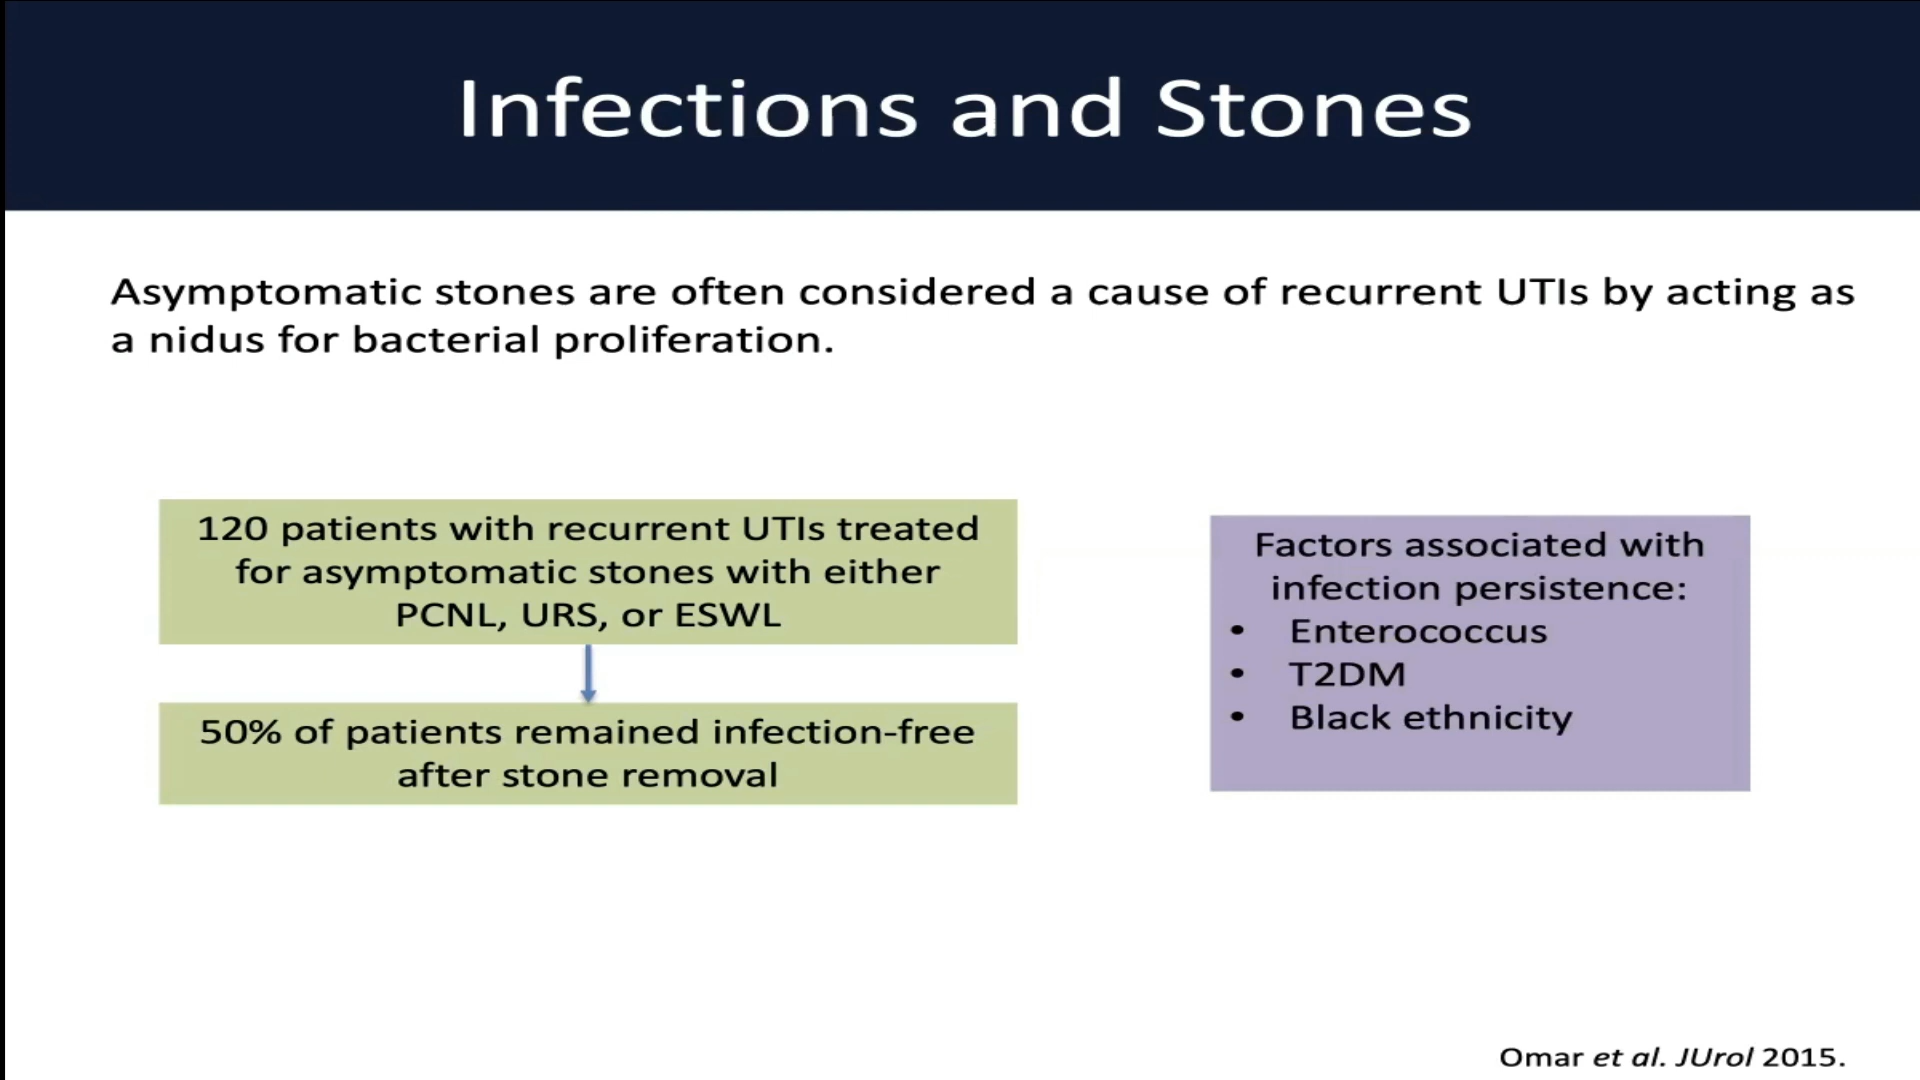 Infections and Stones
Asymptomatic stones are often considered a cause of recurrent UTIs by acting as
a nidus for bacterial proliferation.
120 patients with recurrent UTIs treated
for asymptomatic stones with either
PCNL, URS, or ESWL
50% of patients remained infection-free
after stone removal
Factors associated with
infection persistence:
• Enterococcus
• T2DM
• Black ethnicity
Omar et al. JUrol 2015.